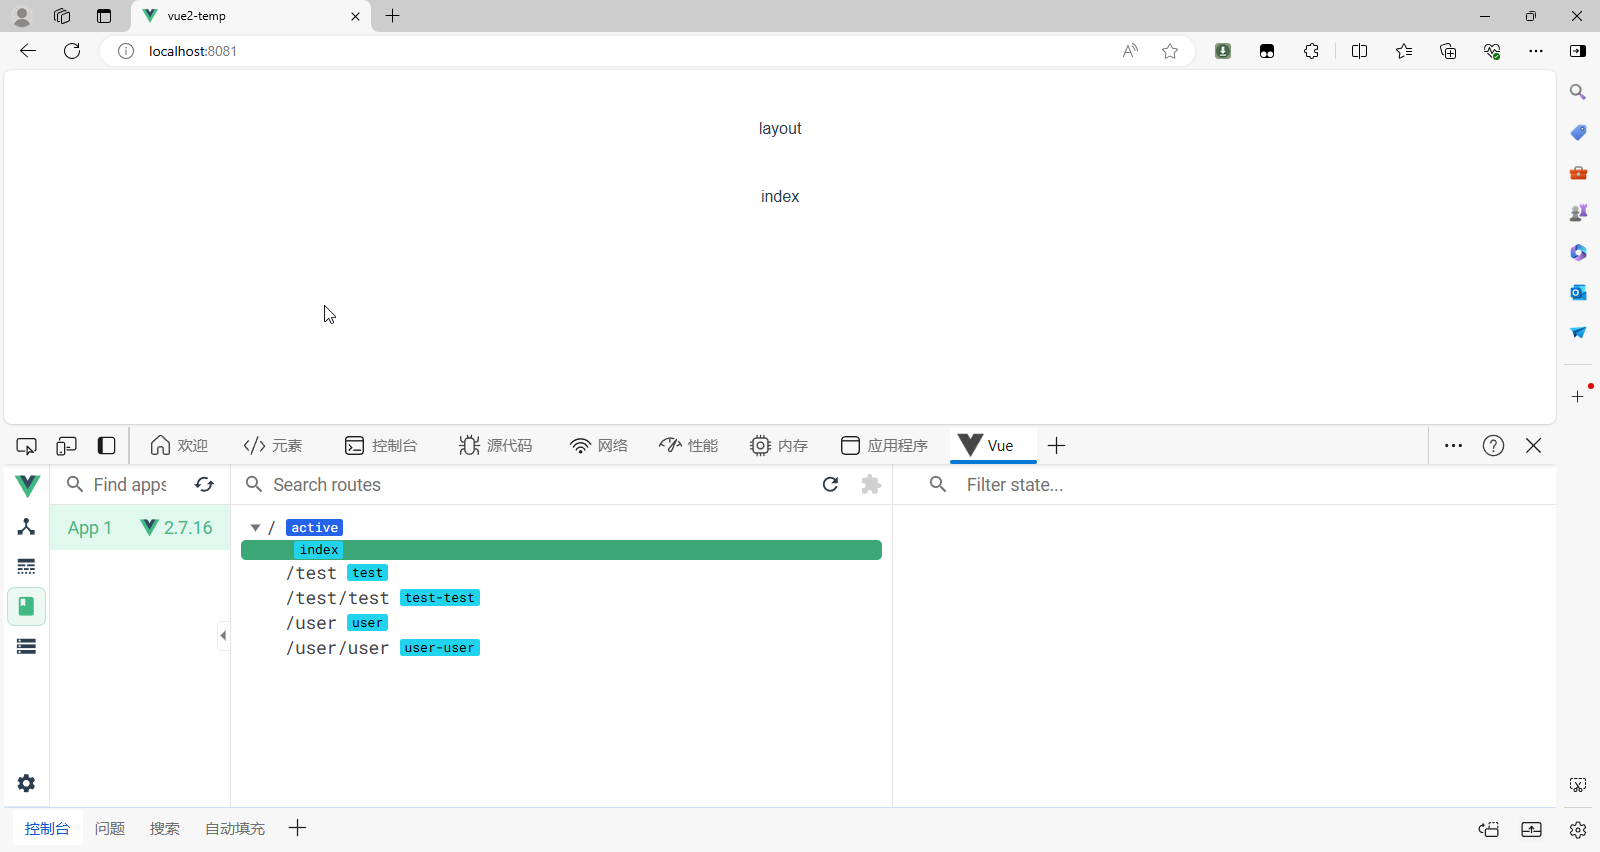 vue2-temp
localhost:8081
layout
index
欢迎
元素
控制台
源代码
网络
性能
内存
应用程序
Vue
Find apps
Search routes
Filter state...
App 1 2.7.16
/ active
index
/test test
/test/test test-test
/user user
/user/user user-user
控制台
问题
搜索
自动填充